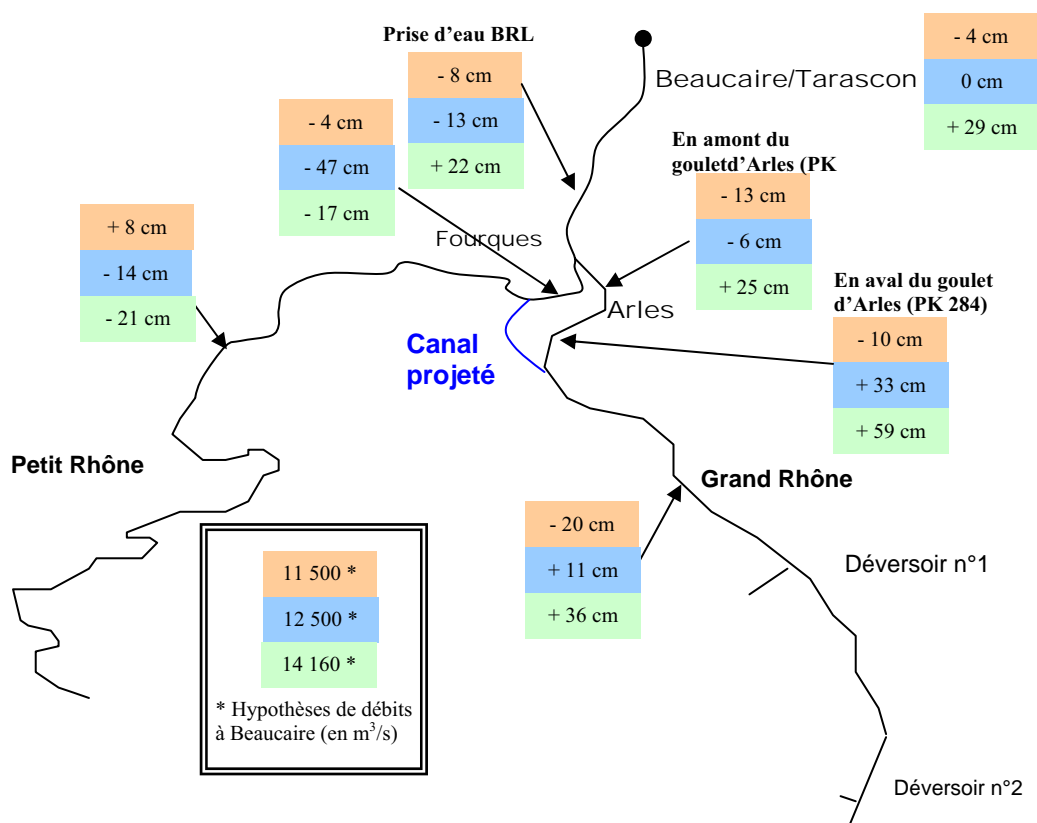 Prise d'eau BRL
- 8 cm
- 13 cm
+ 22 cm
Beaucaire/Tarascon
- 4 cm
0 cm
+ 29 cm
- 4 cm
- 47 cm
- 17 cm
En amont du
gouletd'Arles (PK
- 13 cm
- 6 cm
+ 25 cm
+ 8 cm
- 14 cm
- 21 cm
Fourques
Arles
En aval du goulet
d'Arles (PK 284)
- 10 cm
+ 33 cm
+ 59 cm
Canal
projeté
Petit Rhône
Grand Rhône
- 20 cm
+ 11 cm
+ 36 cm
Déversoir n°1
11 500 *
12 500 *
14 160 *
* Hypothèses de débits
à Beaucaire (en m³/s)
Déversoir n°2